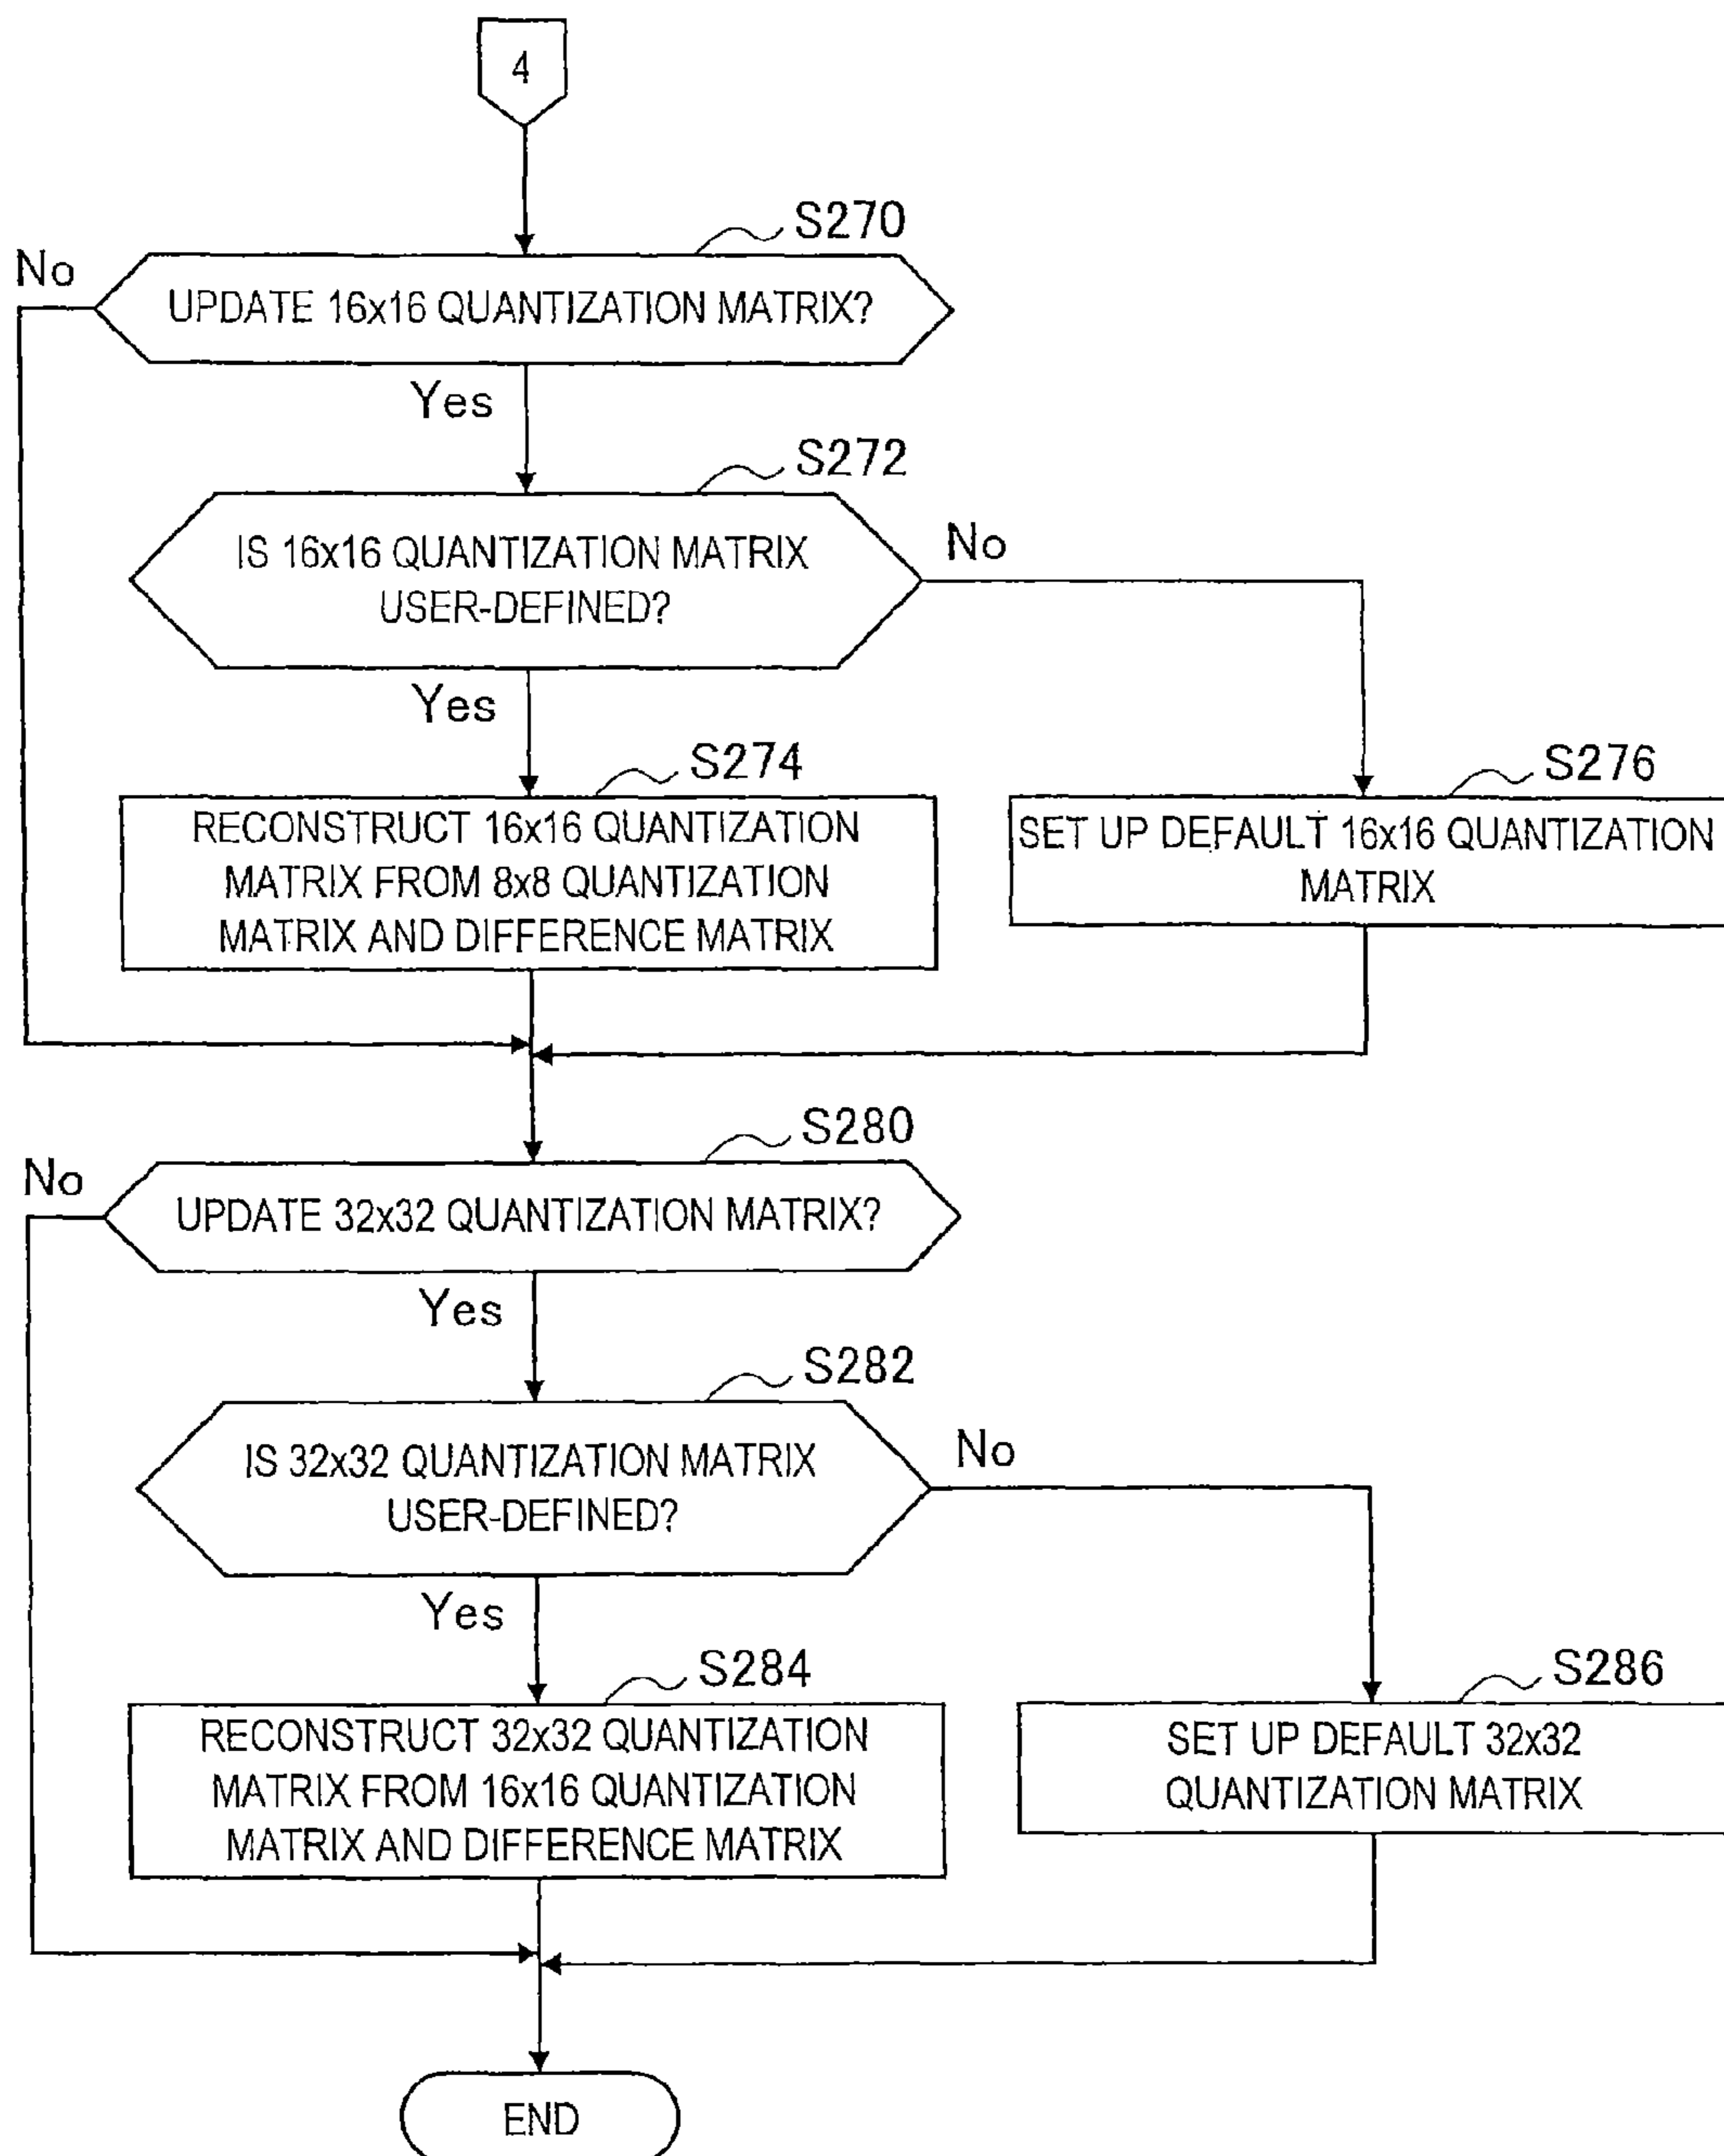 4
S270
No
UPDATE 16x16 QUANTIZATION MATRIX?
Yes
S272
IS 16x16 QUANTIZATION MATRIX
USER-DEFINED?
No
Yes
S274
RECONSTRUCT 16x16 QUANTIZATION
MATRIX FROM 8x8 QUANTIZATION
MATRIX AND DIFFERENCE MATRIX
S276
SET UP DEFAULT 16x16 QUANTIZATION
MATRIX
S280
No
UPDATE 32x32 QUANTIZATION MATRIX?
Yes
S282
IS 32x32 QUANTIZATION MATRIX
USER-DEFINED?
No
Yes
S284
RECONSTRUCT 32x32 QUANTIZATION
MATRIX FROM 16x16 QUANTIZATION
MATRIX AND DIFFERENCE MATRIX
S286
SET UP DEFAULT 32x32
QUANTIZATION MATRIX
END